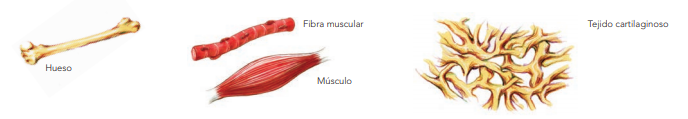 Fibra muscular
Tejido cartilaginoso
Hueso
Músculo